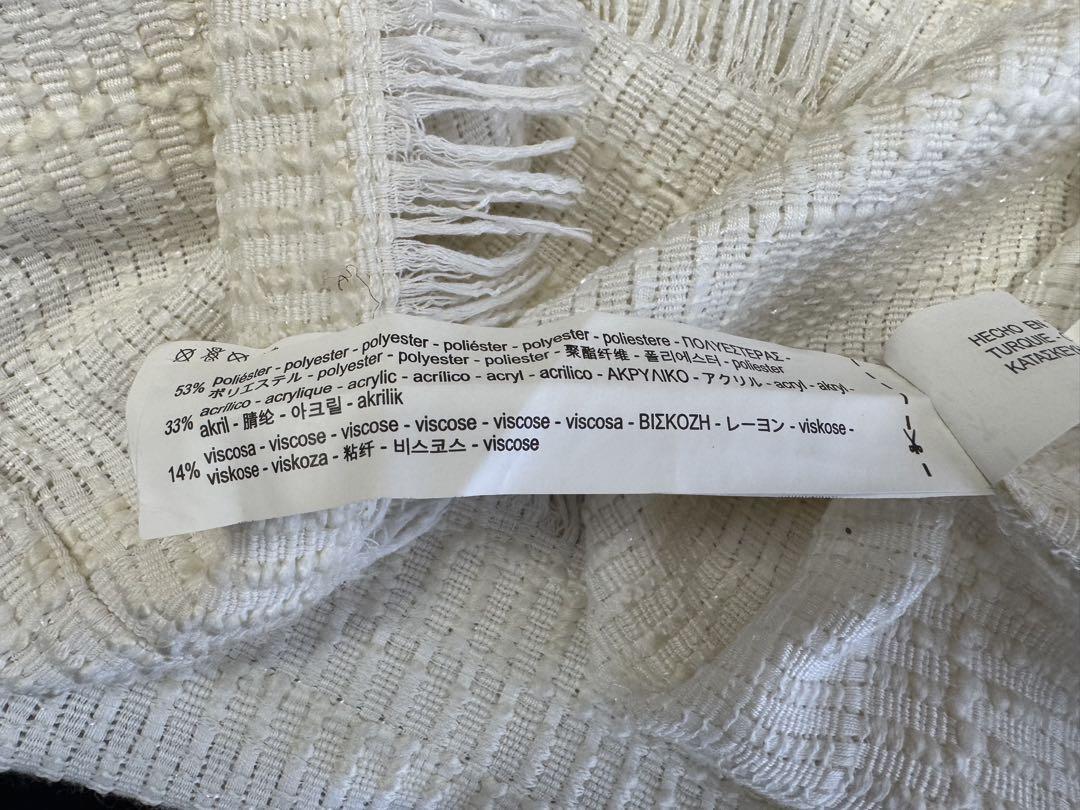 53% poliéster - polyester - polyester - poliéster - polyester - poliestere - ΠΟΛΥΕΣΤΕΡΑΣ -
ポリエステル - polyester - polyester - poliester - 聚酯纤维 - 폴리에스터 - poliester
33% acrílico - acrylique - acrylic - acrílico - acryl - acrilico - ΑΚΡΥΛΙΚΟ - アクリル - acryl - akryl -
akril - 腈纶 - 아크릴 - akrilik
14% viscosa - viscose - viscose - viscose - viscose - viscosa - ΒΙΣΚΟΖΗ - レーヨン - viskose -
viskose - viskoza - 粘纤 - 비스코스 - viscose
HECHO EN
TURQUIE